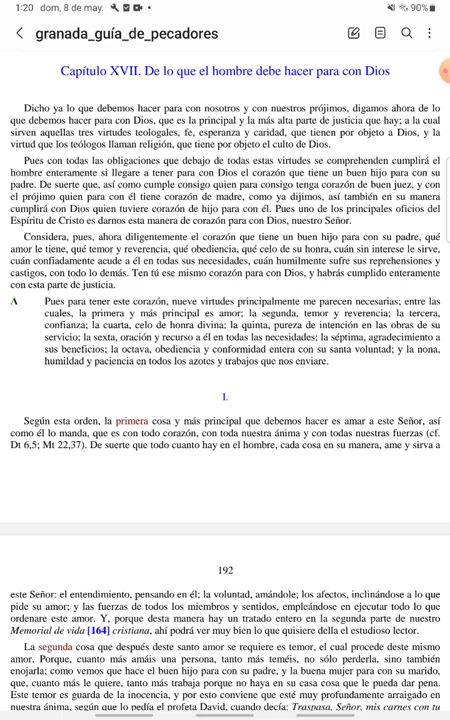 1:20 dom, 8 de may. 90%
granada_guía_de_pecadores
Capítulo XVII. De lo que el hombre debe hacer para con Dios
Dicho ya lo que debemos hacer para con nosotros y con nuestros prójimos, digamos ahora de lo
que debemos hacer para con Dios, que es la principal y la más alta parte de justicia que hay; a la cual
sirven aquellas tres virtudes teologales, fe, esperanza y caridad, que tienen por objeto a Dios, y la
virtud que los teólogos llaman religión, que tiene por objeto el culto de Dios.
Pues con todas las obligaciones que debajo de todas estas virtudes se comprehenden cumplirá el
hombre enteramente si llegare a tener para con Dios el corazón que tiene un buen hijo para con su
padre. De suerte que, así como cumple consigo quien para consigo tenga corazón de buen juez, y con
el prójimo quien para con él tiene corazón de madre, como ya dijimos, así también en su manera
cumplirá con Dios quien tuviere corazón de hijo para con él. Pues uno de los principales oficios del
Espíritu de Cristo es darnos esta manera de corazón para con Dios, nuestro Señor.
Considera, pues, ahora diligentemente el corazón que tiene un buen hijo para con su padre, qué
amor le tiene, qué temor y reverencia, qué obediencia, qué celo de su honra, cuán sin interese le sirve,
cuán confiadamente acude a él en todas sus necesidades, cuán humilmente sufre sus reprehensiones y
castigos, con todo lo demás. Ten tú ese mismo corazón para con Dios, y habrás cumplido enteramente
con esta parte de justicia.
A Pues para tener este corazón, nueve virtudes principalmente me parecen necesarias; entre las
cuales, la primera y más principal es amor; la segunda, temor y reverencia; la tercera,
confianza; la cuarta, celo de honra divina; la quinta, pureza de intención en las obras de su
servicio; la sexta, oración y recurso a él en todas las necesidades; la séptima, agradecimiento a
sus beneficios; la octava, obediencia y conformidad entera con su santa voluntad; y la nona,
humildad y paciencia en todos los azotes y trabajos que nos enviare.
I.
Según esta orden, la primera cosa y más principal que debemos hacer es amar a este Señor, así
como él lo manda, que es con todo corazón, con toda nuestra ánima y con todas nuestras fuerzas (cf.
Dt 6,5; Mt 22,37). De suerte que todo cuanto hay en el hombre, cada cosa en su manera, ame y sirva a
192
este Señor: el entendimiento, pensando en él; la voluntad, amándole; los afectos, inclinándose a lo que
pide su amor; y las fuerzas de todos los miembros y sentidos, empleándose en ejecutar todo lo que
ordenare este amor. Y, porque desta manera hay un tratado entero en la segunda parte de nuestro
Memorial de vida [164] cristiana, ahí podrá ver muy bien lo que quisiere della el estudioso lector.
La segunda cosa que después deste santo amor se requiere es temor, el cual procede deste mismo
amor. Porque, cuanto más amáis una persona, tanto más teméis, no sólo perderla, sino también
enojarla; como vemos que hace el buen hijo para con su padre, y la buena mujer para con su marido,
que, cuanto más le quiere, tanto más trabaja porque no haya en su casa cosa que le pueda dar pena.
Este temor es guarda de la inocencia, y por esto conviene que esté muy profundamente arraigado en
nuestra ánima, según que lo pedía el profeta David, cuando decía: Traspasa, Señor, mis carnes con tu